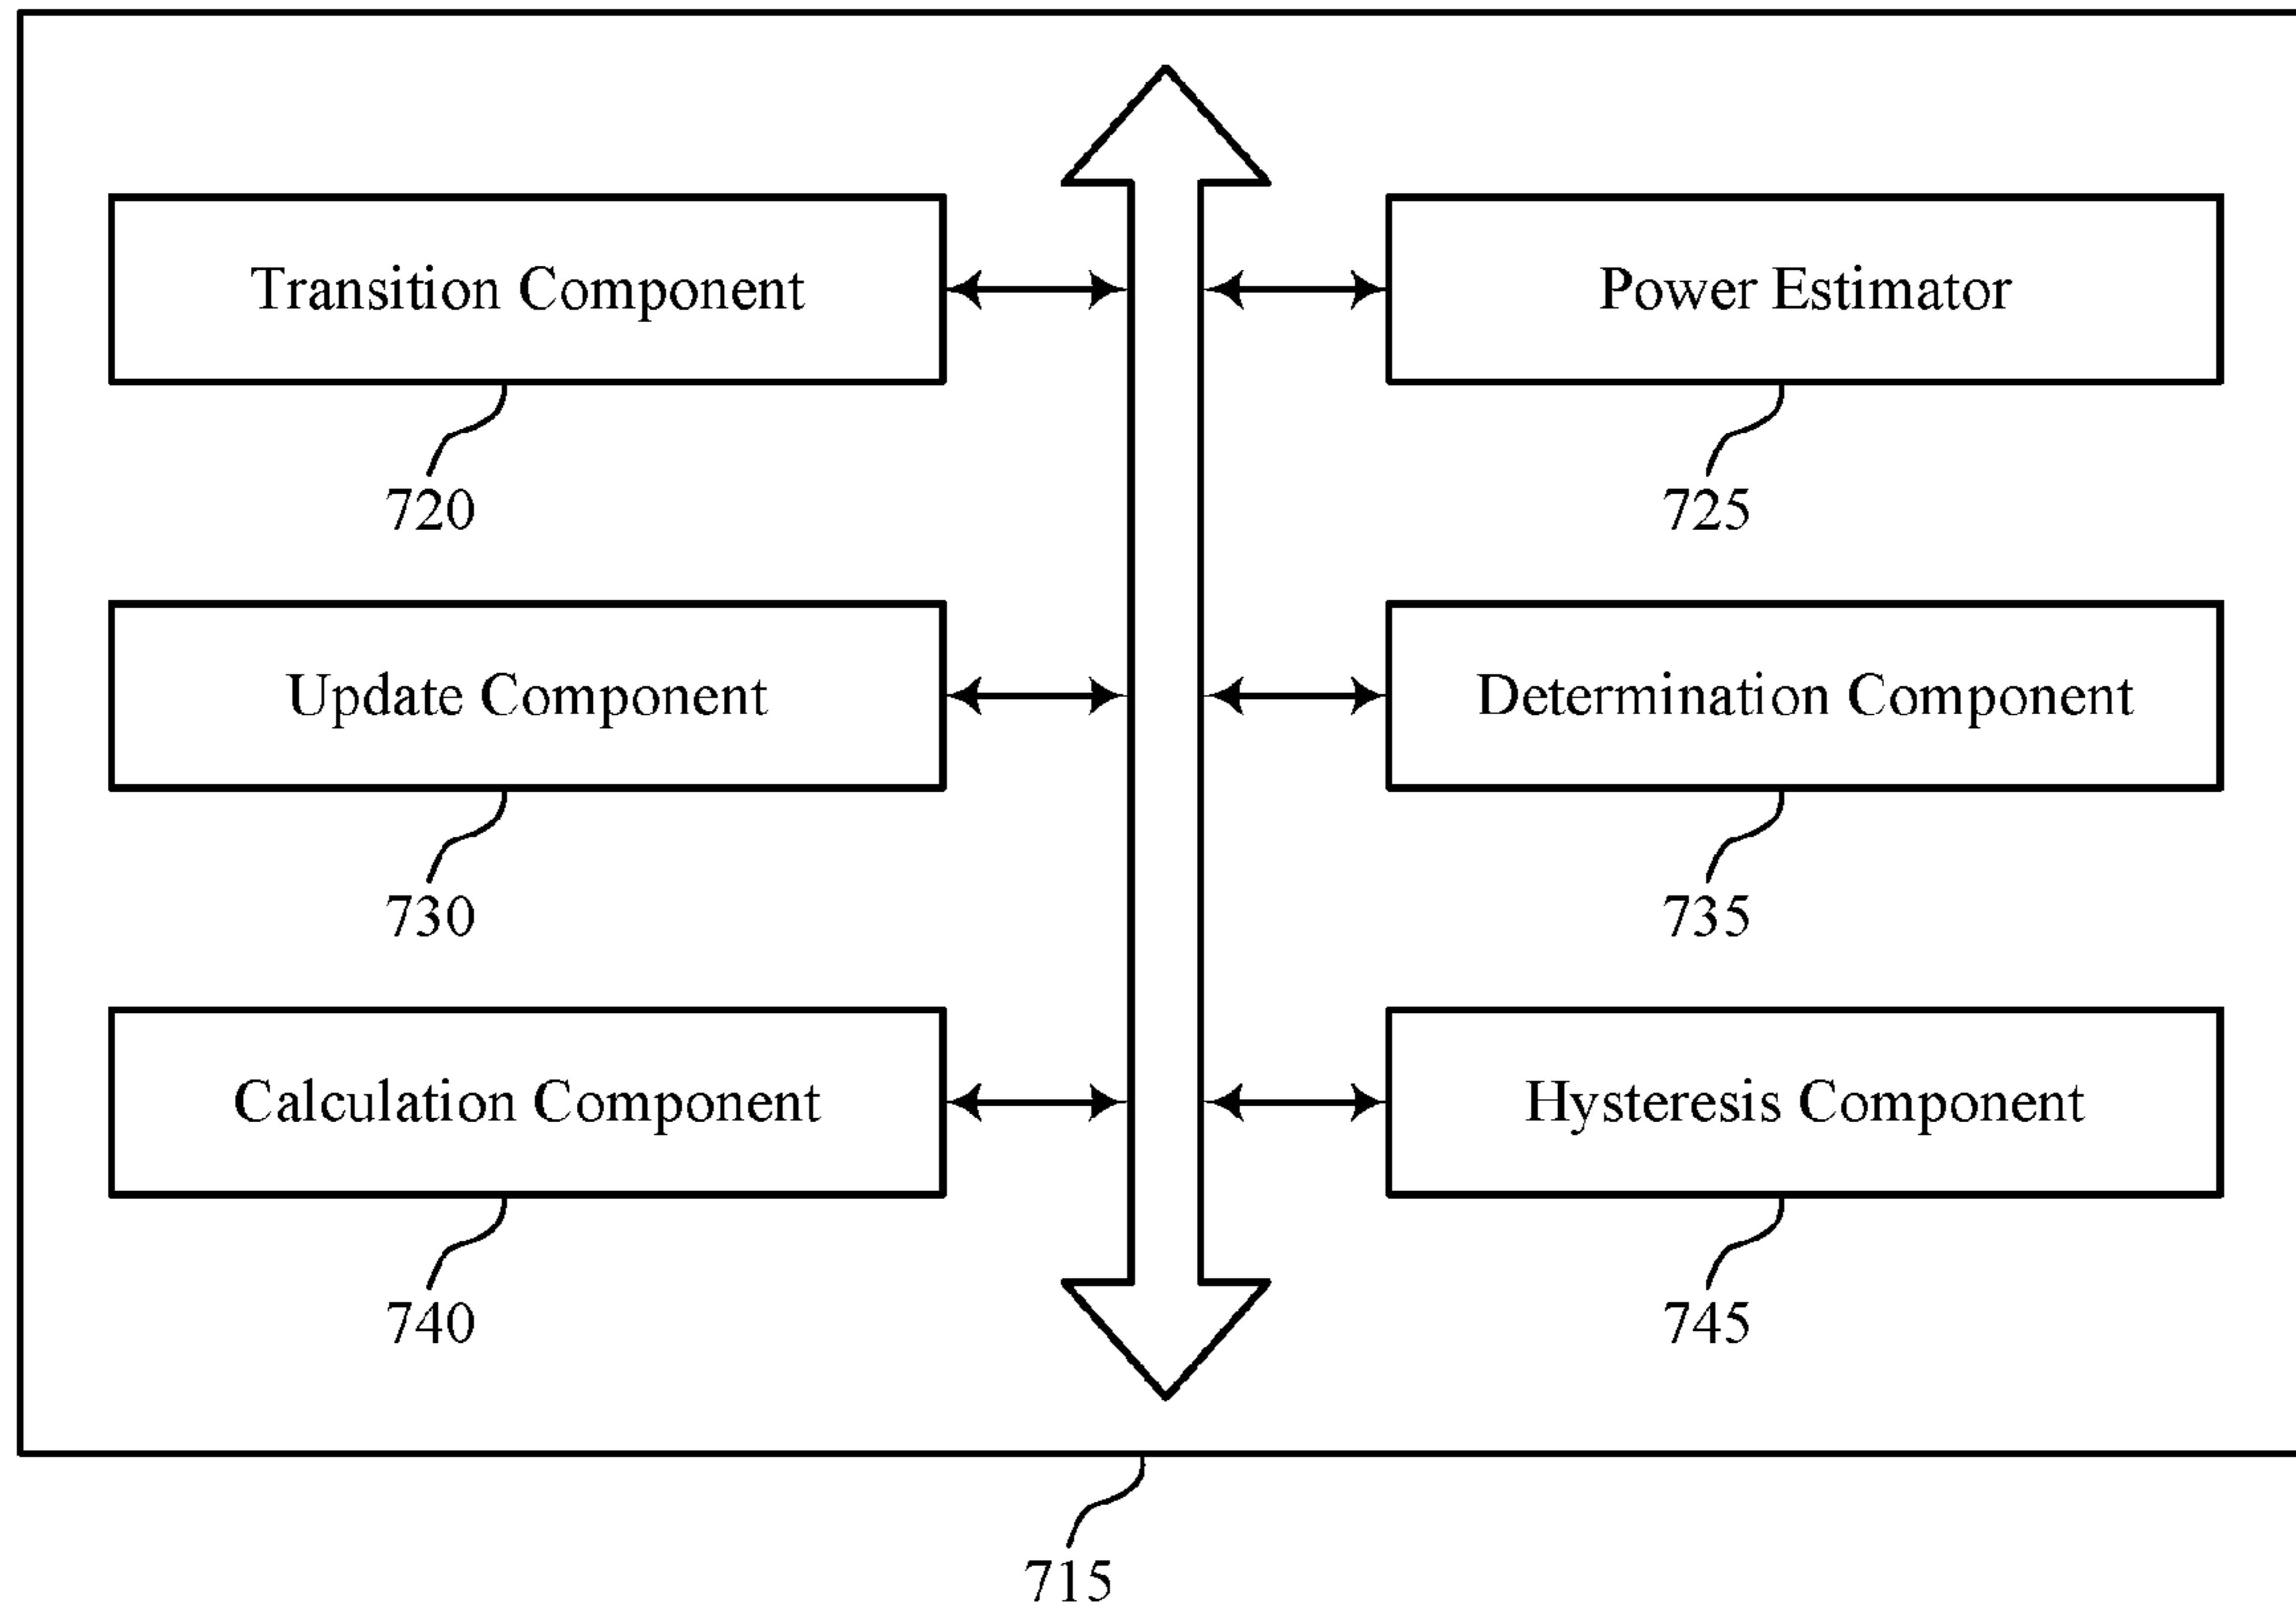 Transition Component
Power Estimator
720
725
Update Component
Determination Component
730
735
Calculation Component
Hysteresis Component
740
745
715